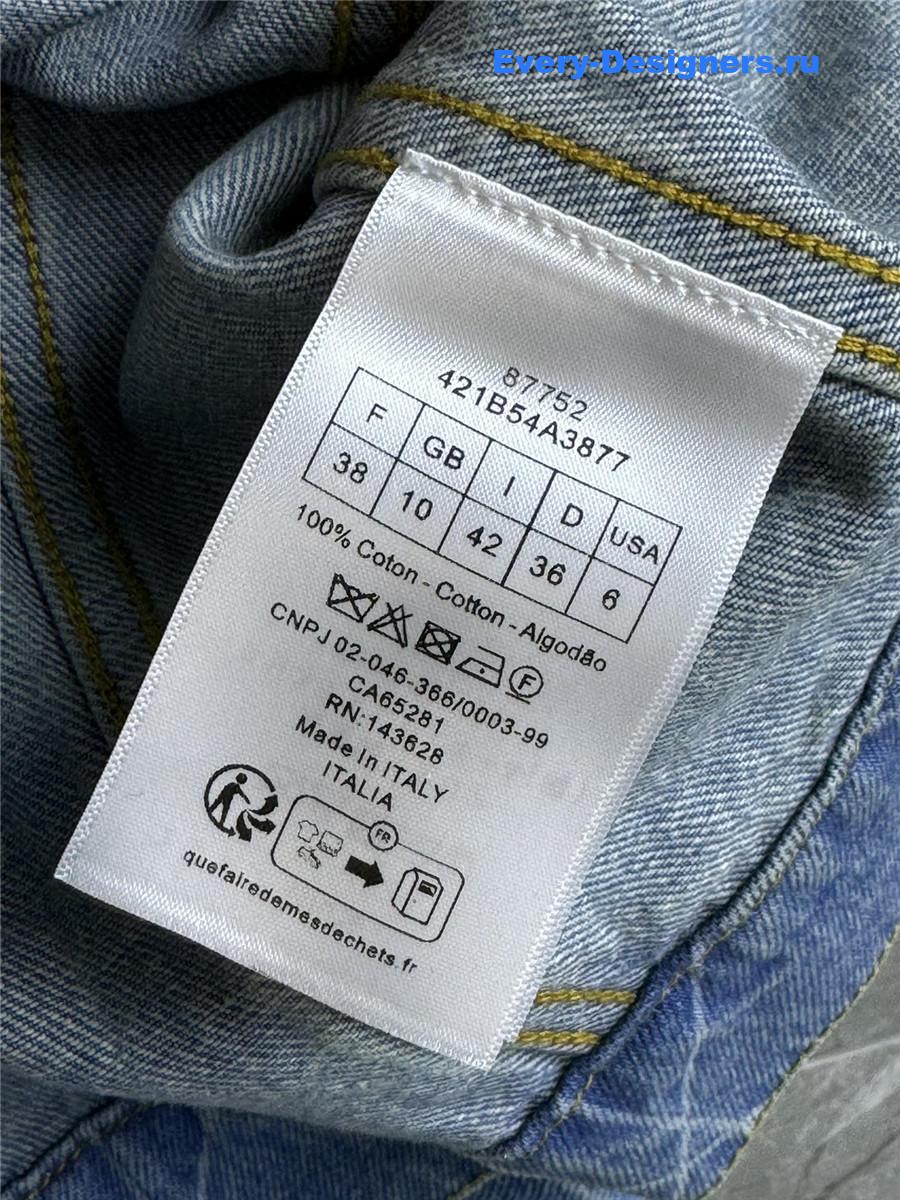 Every-Designers.ru
87752
421B54A3877
F GB I D USA
38 10 42 36 6
100% Coton - Cotton - Algodão
F
CNPJ 02-046-366/0003-99
CA65281
RN:143628
Made in ITALY
ITALIA
FR
quefairedemesdechets.fr